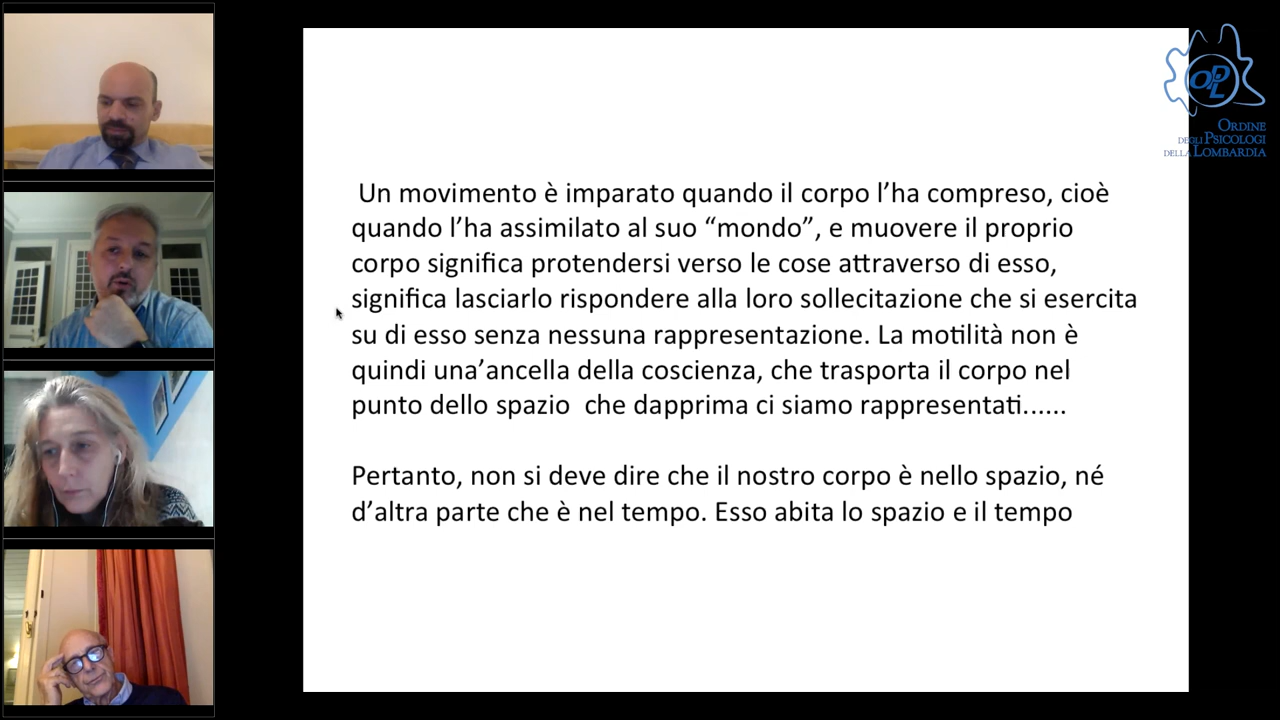 Un movimento è imparato quando il corpo l’ha compreso, cioè
quando l’ha assimilato al suo “mondo”, e muovere il proprio
corpo significa protendersi verso le cose attraverso di esso,
significa lasciarlo rispondere alla loro sollecitazione che si esercita
su di esso senza nessuna rappresentazione. La motilità non è
quindi una’ancella della coscienza, che trasporta il corpo nel
punto dello spazio  che dapprima ci siamo rappresentati......
Pertanto, non si deve dire che il nostro corpo è nello spazio, né
d’altra parte che è nel tempo. Esso abita lo spazio e il tempo
OPL
ORDINE
DEGLI PSICOLOGI
DELLA LOMBARDIA